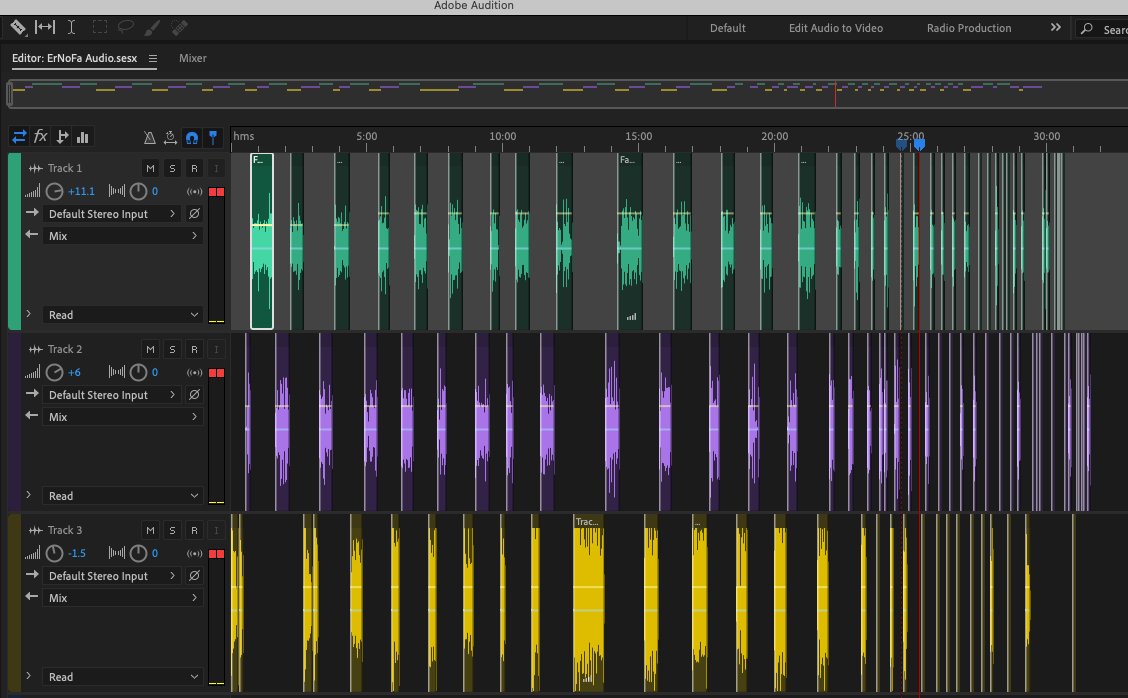 Adobe Audition
Default Edit Audio to Video Radio Production Sear
Editor: ErNoFa Audio.sesx Mixer
fx hms 5:00 10:00 15:00 20:00 25:00 30:00
F... ... ... Fa... ... ...
Track 1 M S R I
+11.1 0
Default Stereo Input
Mix
Read
Track 2 M S R I
+6 0
Default Stereo Input
Mix
Read
Track 3 M S R I
Trac... ...
-1.5 0
Default Stereo Input
Mix
Read